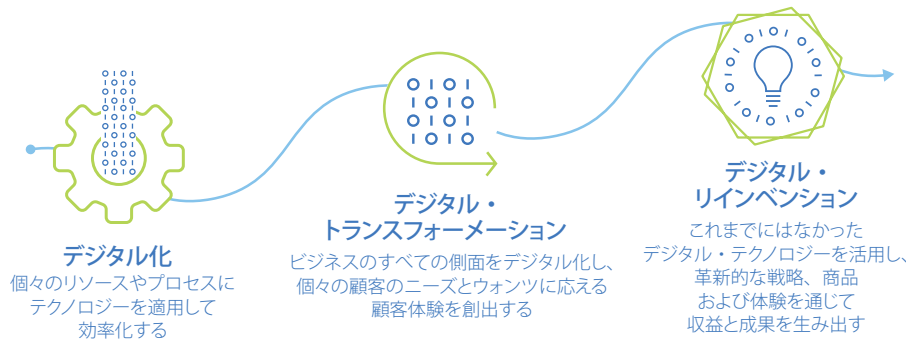 デジタル化
個々のリソースやプロセスに
テクノロジーを適用して
効率化する
デジタル・
トランスフォーメーション
ビジネスのすべての側面をデジタル化し、
個々の顧客のニーズとウォンツに応える
顧客体験を創出する
デジタル・
リインベンション
これまでにはなかった
デジタル・テクノロジーを活用し、
革新的な戦略、商品
および体験を通じて
収益と成果を生み出す